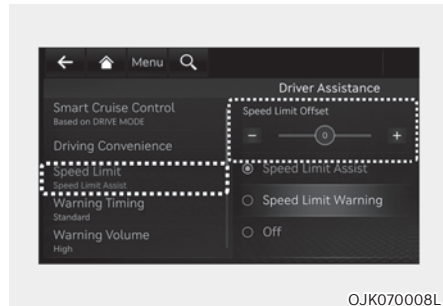 Menu
Driver Assistance
Smart Cruise Control
Based on DRIVE MODE
Driving Convenience
Speed Limit
Speed Limit Assist
Warning Timing
Standard
Warning Volume
High
Speed Limit Offset
- 0 +
Speed Limit Assist
Speed Limit Warning
Off
OJK070008L